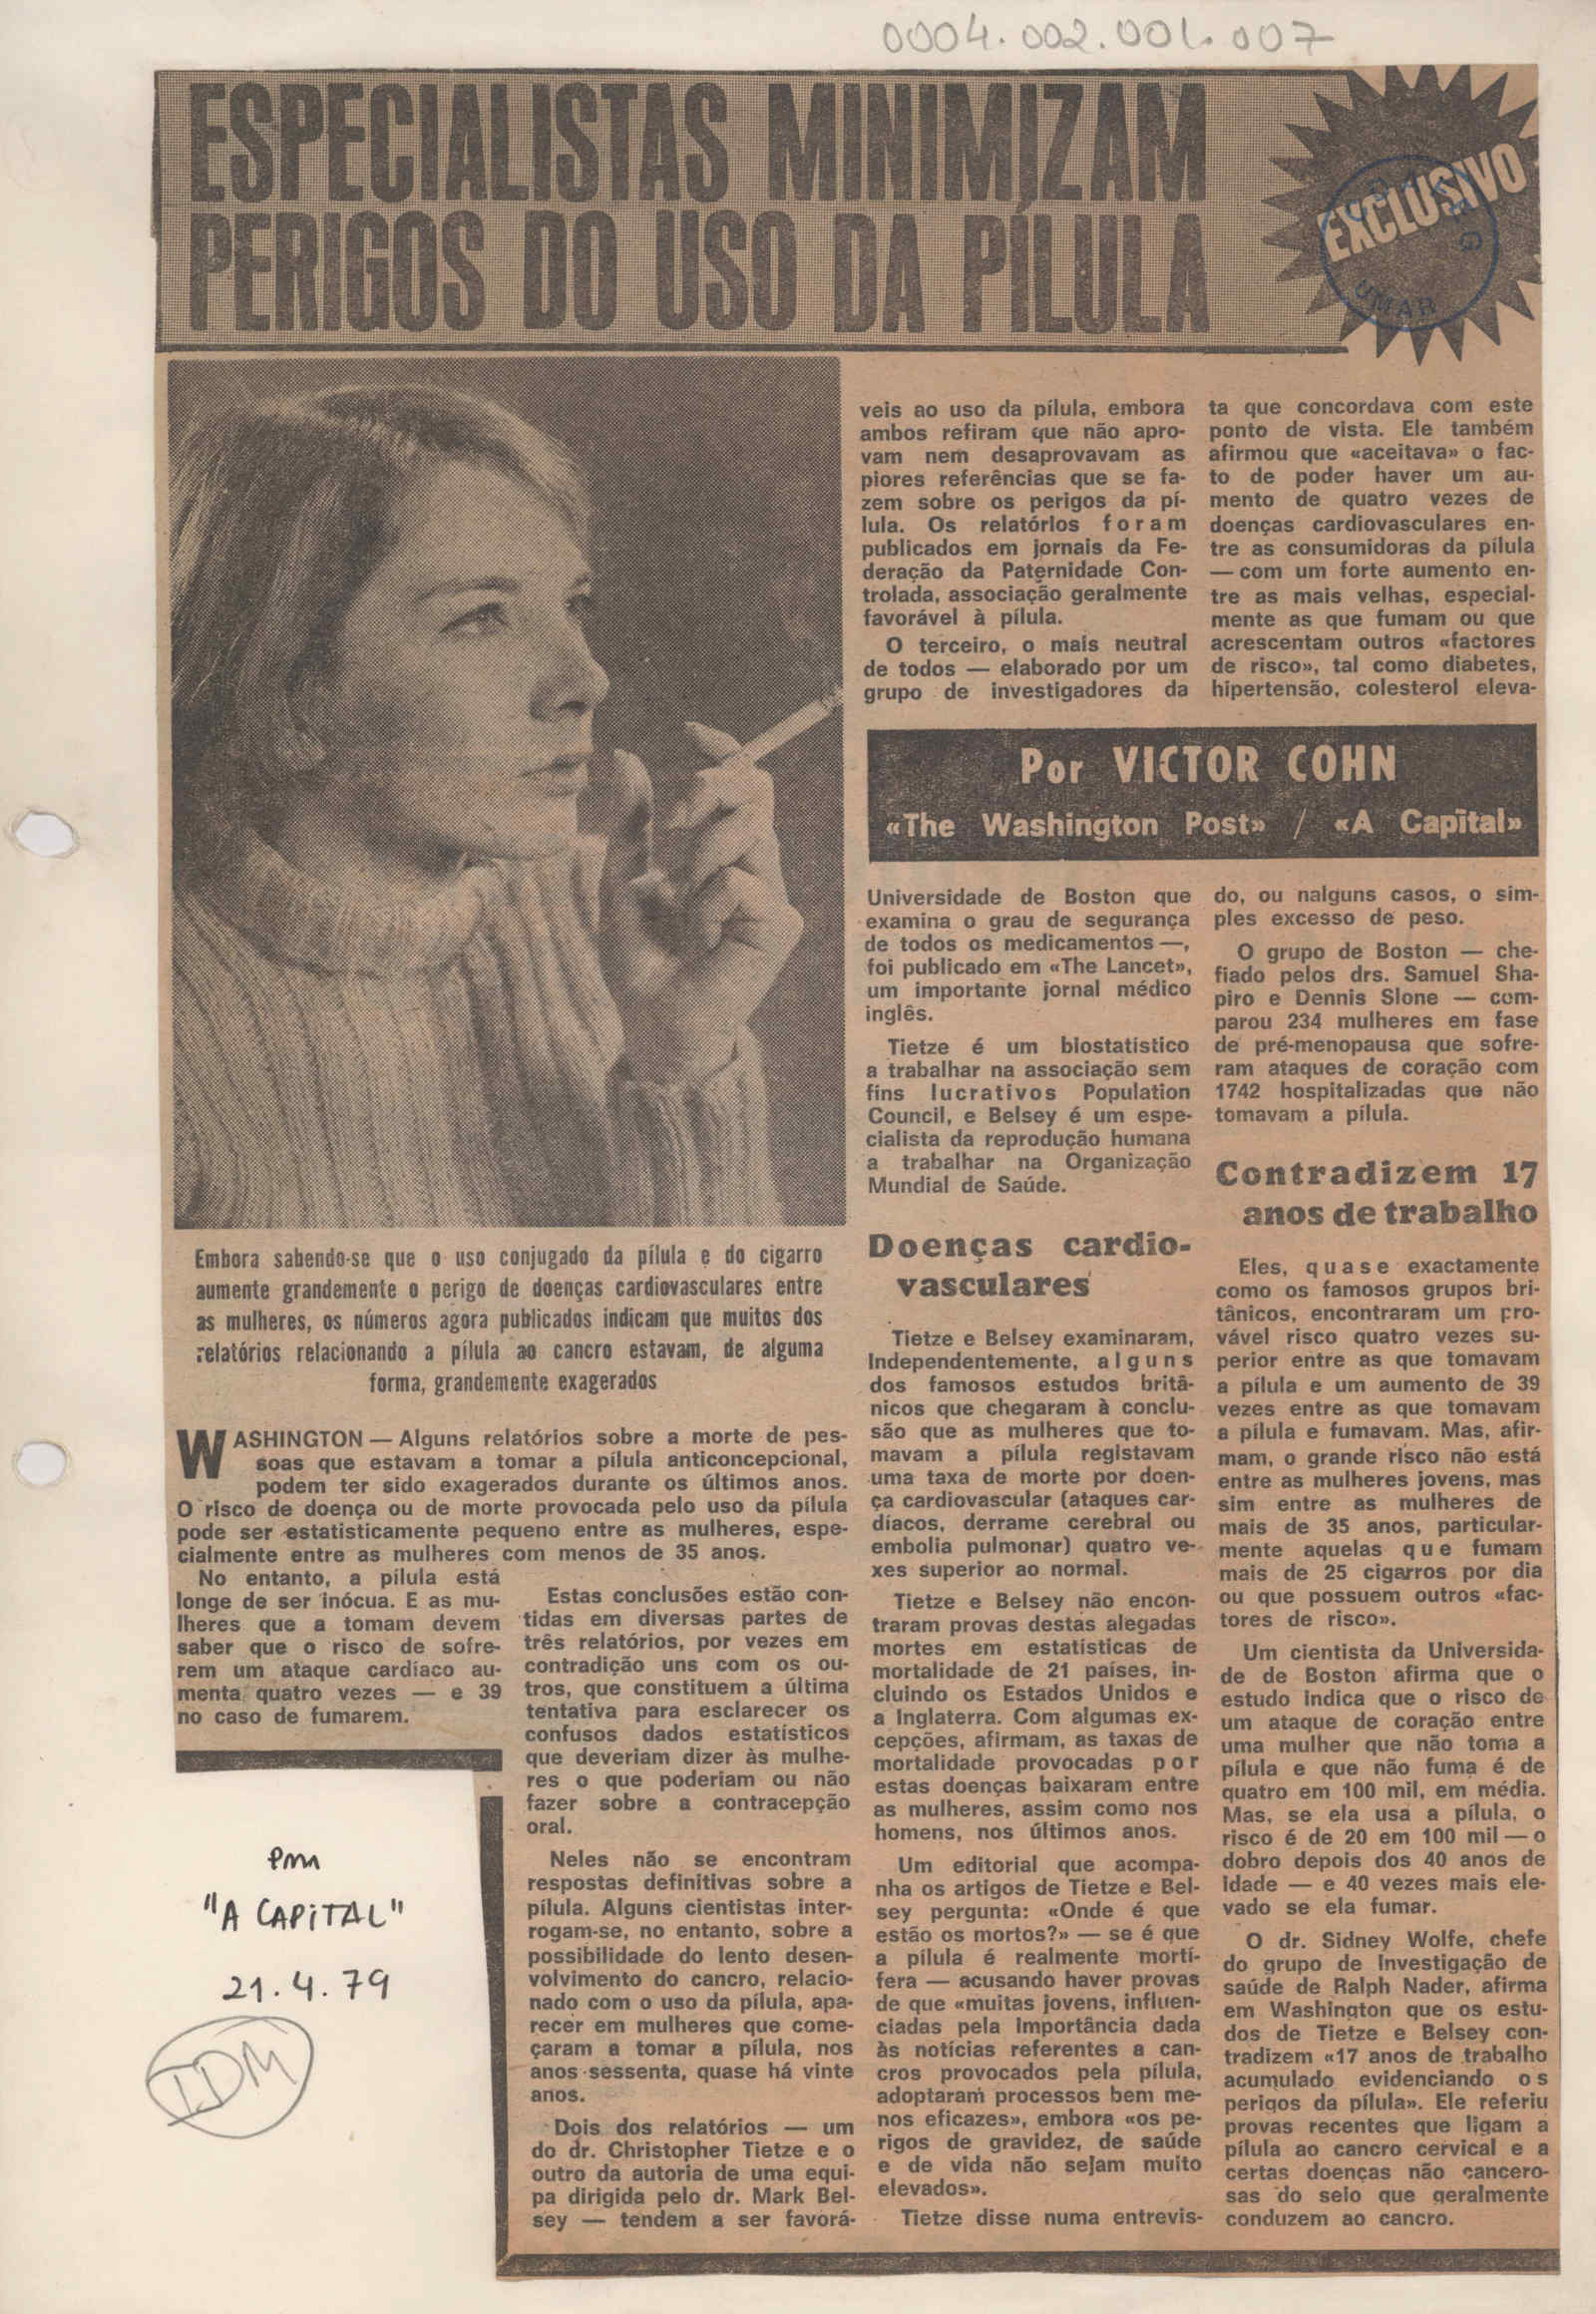 0004.002.001.007
ESPECIALISTAS MINIMIZAM
PERIGOS DO USO DA PÍLULA
EXCLUSIVO
UMAR
Embora sabendo-se que o uso conjugado da pílula e do cigarro
aumente grandemente o perigo de doenças cardiovasculares entre
as mulheres, os números agora publicados indicam que muitos dos
relatórios relacionando a pílula ao cancro estavam, de alguma
forma, grandemente exagerados
WASHINGTON — Alguns relatórios sobre a morte de pes-
soas que estavam a tomar a pílula anticoncepcional,
podem ter sido exagerados durante os últimos anos.
O risco de doença ou de morte provocada pelo uso da pílula
pode ser estatisticamente pequeno entre as mulheres, espe-
cialmente entre as mulheres com menos de 35 anos.
No entanto, a pílula está
longe de ser inócua. E as mu-
lheres que a tomam devem
saber que o risco de sofre-
rem um ataque cardíaco au-
menta quatro vezes — e 39
no caso de fumarem.
Estas conclusões estão con-
tidas em diversas partes de
três relatórios, por vezes em
contradição uns com os ou-
tros, que constituem a última
tentativa para esclarecer os
confusos dados estatísticos
que deveriam dizer às mulhe-
res o que poderiam ou não
fazer sobre a contracepção
oral.
Neles não se encontram
respostas definitivas sobre a
pílula. Alguns cientistas inter-
rogam-se, no entanto, sobre a
possibilidade do lento desen-
volvimento do cancro, relacio-
nado com o uso da pílula, apa-
recer em mulheres que come-
çaram a tomar a pílula, nos
anos sessenta, quase há vinte
anos.
Dois dos relatórios — um
do dr. Christopher Tietze e o
outro da autoria de uma equi-
pa dirigida pelo dr. Mark Bel-
sey — tendem a ser favorá-
veis ao uso da pílula, embora
ambos refiram que não apro-
vam nem desaprovavam as
piores referências que se fa-
zem sobre os perigos da pí-
lula. Os relatórios foram
publicados em jornais da Fe-
deração da Paternidade Con-
trolada, associação geralmente
favorável à pílula.
O terceiro, o mais neutral
de todos — elaborado por um
grupo de investigadores da
Por VICTOR COHN
«The Washington Post» / «A Capital»
Universidade de Boston que
examina o grau de segurança
de todos os medicamentos —,
foi publicado em «The Lancet»,
um importante jornal médico
inglês.
Tietze é um biostatístico
a trabalhar na associação sem
fins lucrativos Population
Council, e Belsey é um espe-
cialista da reprodução humana
a trabalhar na Organização
Mundial de Saúde.
Doenças cardio-
vasculares
Tietze e Belsey examinaram,
Independentemente, alguns
dos famosos estudos britâ-
nicos que chegaram à conclu-
são que as mulheres que to-
mavam a pílula registavam
uma taxa de morte por doen-
ça cardiovascular (ataques car-
díacos, derrame cerebral ou
embolia pulmonar) quatro ve-
xes superior ao normal.
Tietze e Belsey não encon-
traram provas destas alegadas
mortes em estatísticas de
mortalidade de 21 países, in-
cluindo os Estados Unidos e
a Inglaterra. Com algumas ex-
cepções, afirmam, as taxas de
mortalidade provocadas por
estas doenças baixaram entre
as mulheres, assim como nos
homens, nos últimos anos.
Um editorial que acompa-
nha os artigos de Tietze e Bel-
sey pergunta: «Onde é que
estão os mortos?» — se é que
a pílula é realmente mortí-
fera — acusando haver provas
de que «muitas jovens, influen-
ciadas pela Importância dada
às notícias referentes a can-
cros provocados pela pílula,
adoptaram processos bem me-
nos eficazes», embora «os pe-
rigos de gravidez, de saúde
e de vida não sejam muito
elevados».
Tietze disse numa entrevis-
ta que concordava com este
ponto de vista. Ele também
afirmou que «aceitava» o fac-
to de poder haver um au-
mento de quatro vezes de
doenças cardiovasculares en-
tre as consumidoras da pílula
— com um forte aumento en-
tre as mais velhas, especial-
mente as que fumam ou que
acrescentam outros «factores
de risco», tal como diabetes,
hipertensão, colesterol eleva-
do, ou nalguns casos, o sim-
ples excesso de peso.
O grupo de Boston — che-
fiado pelos drs. Samuel Sha-
piro e Dennis Slone — com-
parou 234 mulheres em fase
de pré-menopausa que sofre-
ram ataques de coração com
1742 hospitalizadas que não
tomavam a pílula.
Contradizem 17
anos de trabalho
Eles, quase exactamente
como os famosos grupos bri-
tânicos, encontraram um pro-
vável risco quatro vezes su-
perior entre as que tomavam
a pílula e um aumento de 39
vezes entre as que tomavam
a pílula e fumavam. Mas, afir-
mam, o grande risco não está
entre as mulheres jovens, mas
sim entre as mulheres de
mais de 35 anos, particular-
mente aquelas que fumam
mais de 25 cigarros por dia
ou que possuem outros «fac-
tores de risco».
Um cientista da Universida-
de de Boston afirma que o
estudo indica que o risco de
um ataque de coração entre
uma mulher que não toma a
pílula e que não fuma é de
quatro em 100 mil, em média.
Mas, se ela usa a pílula, o
risco é de 20 em 100 mil — o
dobro depois dos 40 anos de
idade — e 40 vezes mais ele-
vado se ela fumar.
O dr. Sidney Wolfe, chefe
do grupo de Investigação de
saúde de Ralph Nader, afirma
em Washington que os estu-
dos de Tietze e Belsey con-
tradizem «17 anos de trabalho
acumulado evidenciando os
perigos da pílula». Ele referiu
provas recentes que ligam a
pílula ao cancro cervical e a
certas doenças não cancero-
sas do seio que geralmente
conduzem ao cancro.
PM
"A CAPITAL"
21.4.79
IDM